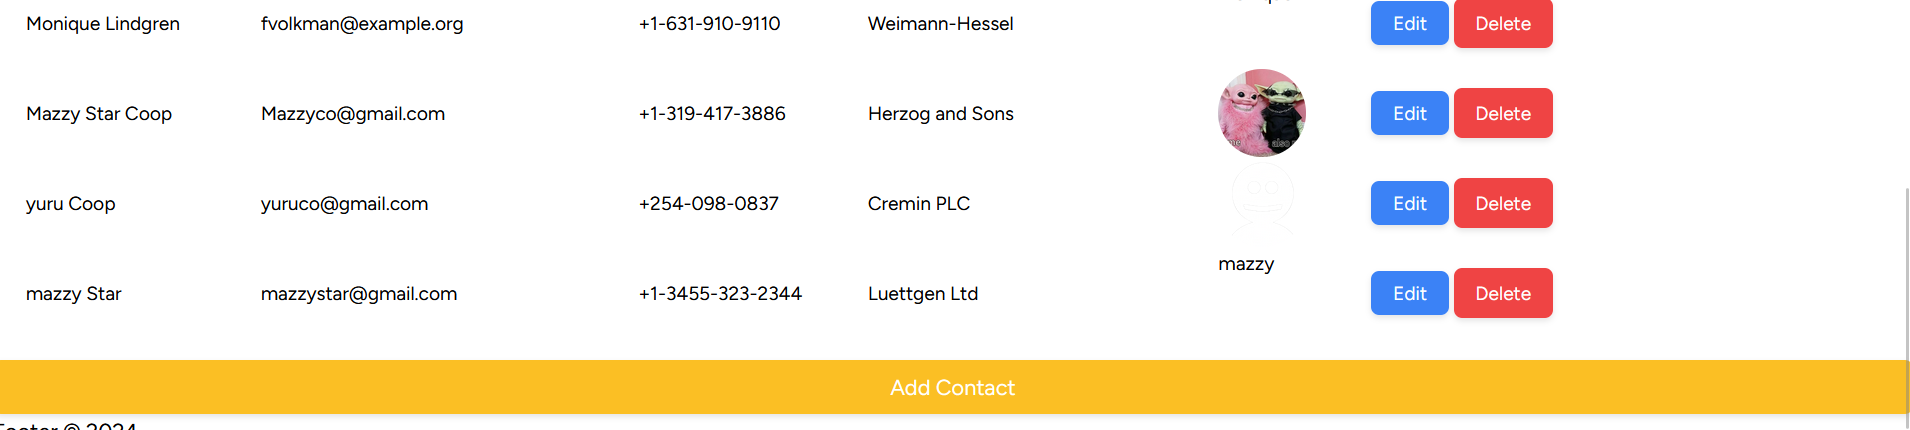 Monique Lindgren fvolkman@example.org +1-631-910-9110 Weimann-Hessel Edit Delete
Mazzy Star Coop Mazzyco@gmail.com +1-319-417-3886 Herzog and Sons Edit Delete
yuru Coop yuruco@gmail.com +254-098-0837 Cremin PLC Edit Delete
mazzy
mazzy Star mazzystar@gmail.com +1-3455-323-2344 Luettgen Ltd Edit Delete
Add Contact
Footer @ 2024